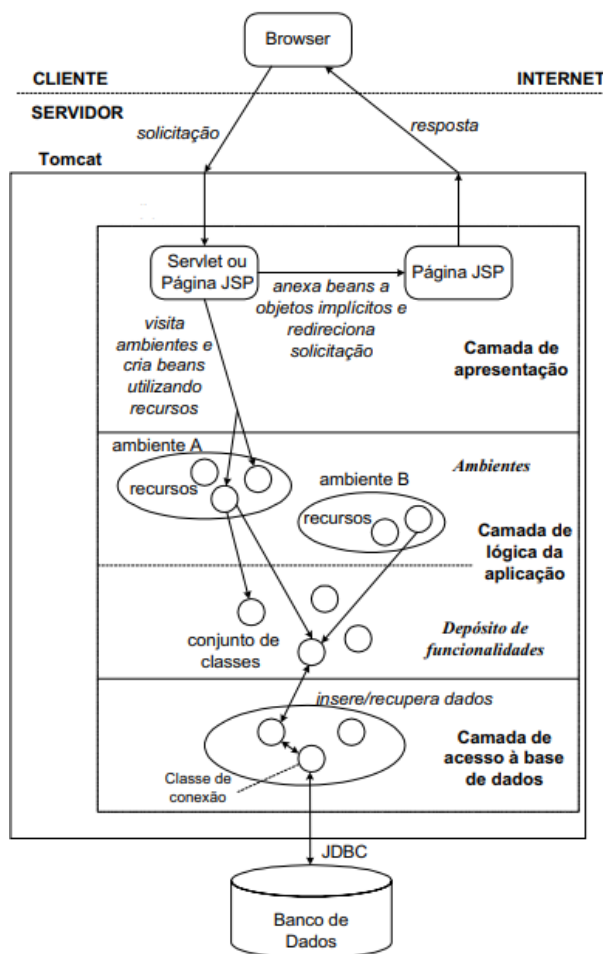 Browser
CLIENTE
INTERNET
SERVIDOR
solicitação
resposta
Tomcat
Servlet ou
Página JSP
Página JSP
anexa beans a
objetos implícitos e
redireciona
solicitação
visita
ambientes e
cria beans
utilizando
recursos
Camada de
apresentação
ambiente A
recursos
Ambientes
ambiente B
recursos
Camada de
lógica da
aplicação
conjunto de
classes
Depósito de
funcionalidades
insere/recupera dados
Camada de
acesso à base
de dados
Classe de
conexão
JDBC
Banco de
Dados